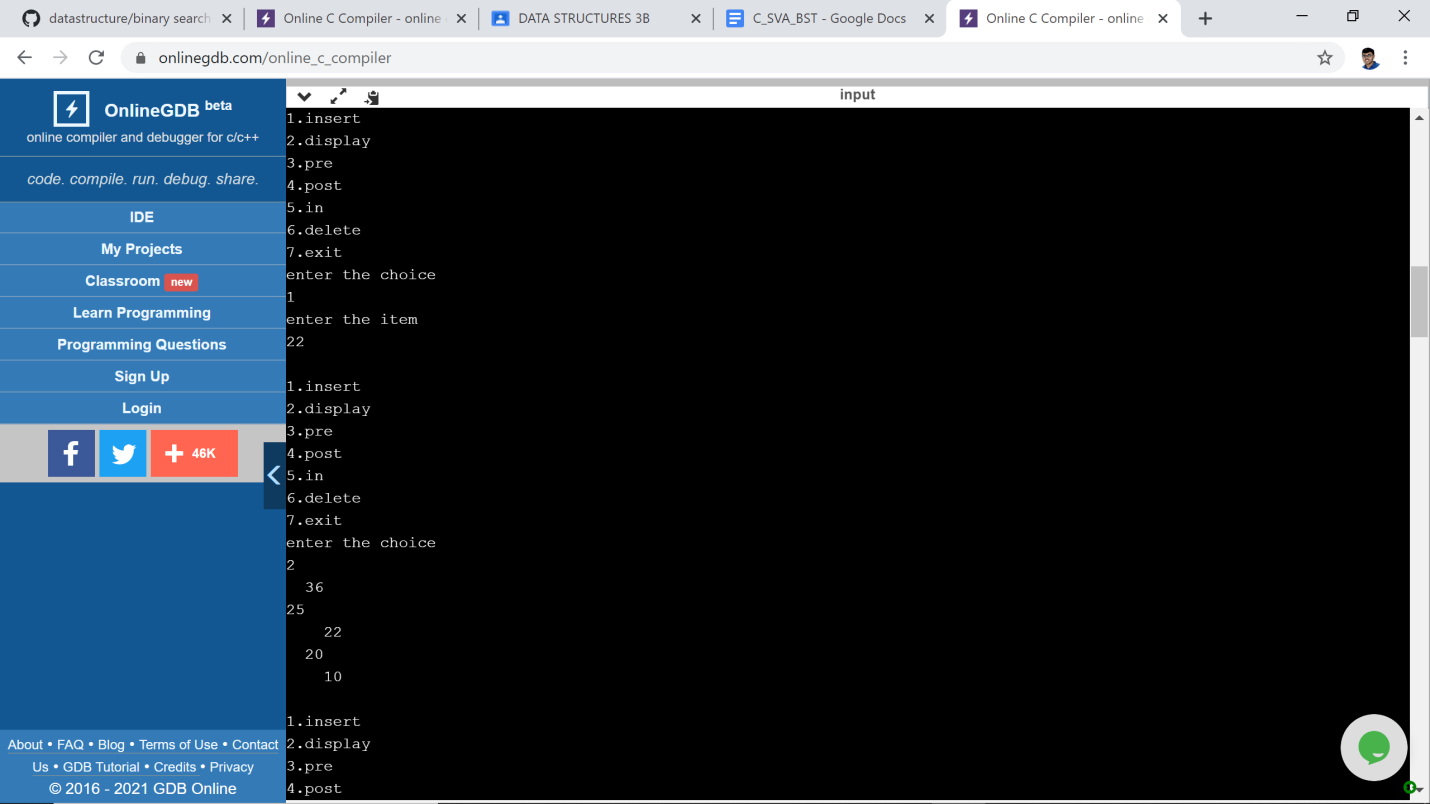 datastructure/binary search
Online C Compiler - online
DATA STRUCTURES 3B
C_SVA_BST - Google Docs
Online C Compiler - online
onlinegdb.com/online_c_compiler
OnlineGDB beta
online compiler and debugger for c/c++
code. compile. run. debug. share.
IDE
My Projects
Classroom new
Learn Programming
Programming Questions
Sign Up
Login
46K
About • FAQ • Blog • Terms of Use • Contact
Us • GDB Tutorial • Credits • Privacy
© 2016 - 2021 GDB Online
input
1.insert
2.display
3.pre
4.post
5.in
6.delete
7.exit
enter the choice
1
enter the item
22
1.insert
2.display
3.pre
4.post
5.in
6.delete
7.exit
enter the choice
2
36
25
22
20
10
1.insert
2.display
3.pre
4.post